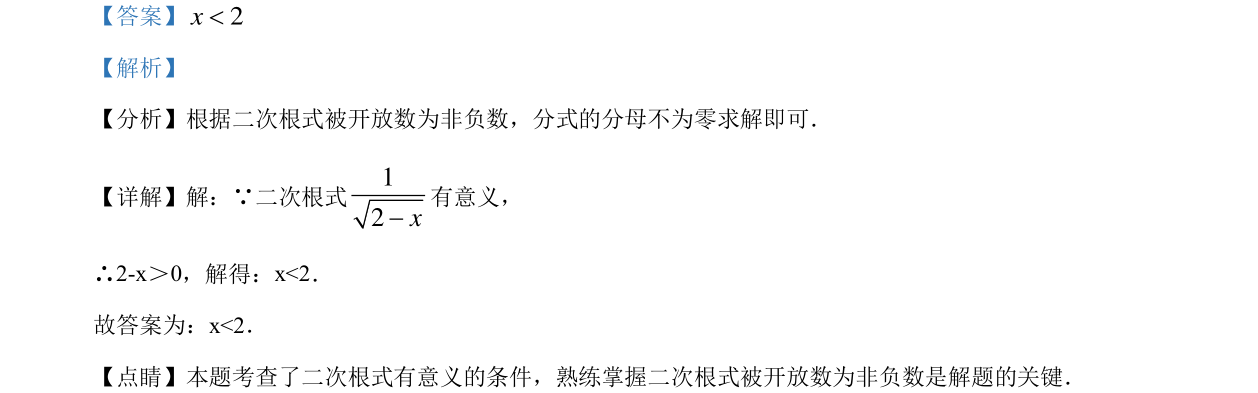 【答案】x < 2
【解析】
【分析】根据二次根式被开放数为非负数，分式的分母不为零求解即可．
【详解】解：∵二次根式 \frac{1}{\sqrt{2-x}} 有意义，
∴2-x＞0，解得：x<2．
故答案为：x<2．
【点睛】本题考查了二次根式有意义的条件，熟练掌握二次根式被开放数为非负数是解题的关键．